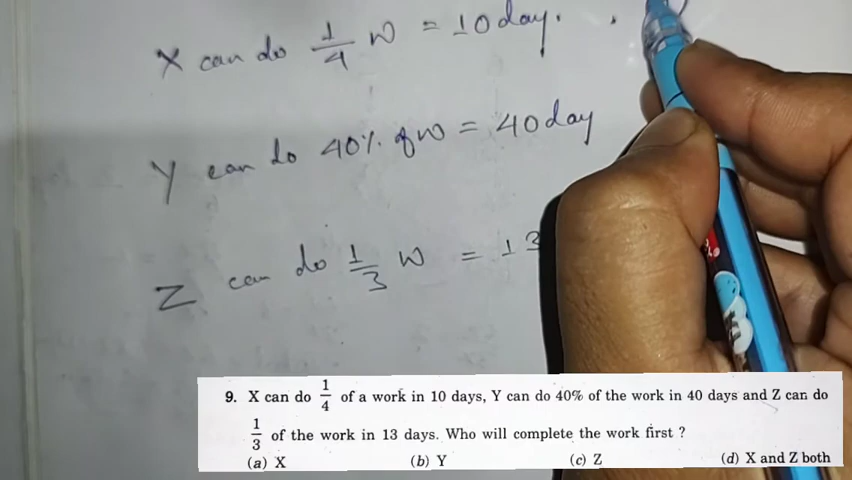 X can do 1/4 W = 10 day.
Y can do 40% of W = 40 day
Z can do 1/3 W = 13
9. X can do 1/4 of a work in 10 days, Y can do 40% of the work in 40 days and Z can do
1/3 of the work in 13 days. Who will complete the work first ?
(a) X (b) Y (c) Z (d) X and Z both